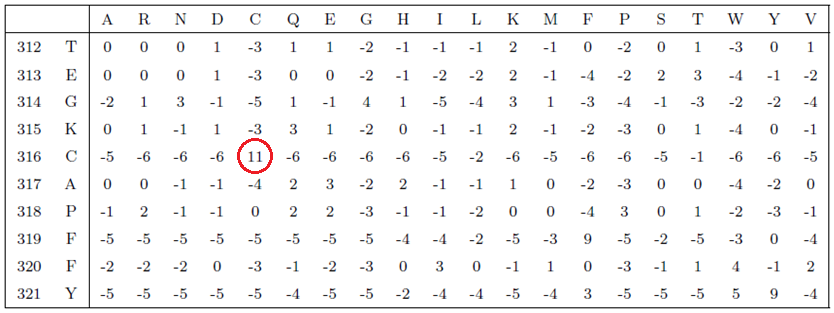 A R N D C Q E G H I L K M F P S T W Y V
312 T 0 0 0 1 -3 1 1 -2 -1 -1 -1 2 -1 0 -2 0 1 -3 0 1
313 E 0 0 0 1 -3 0 0 -2 -1 -2 -2 2 -1 -4 -2 2 3 -4 -1 -2
314 G -2 1 3 -1 -5 1 -1 4 1 -5 -4 3 1 -3 -4 -1 -3 -2 -2 -4
315 K 0 1 -1 1 -3 3 1 -2 0 -1 -1 2 -1 -2 -3 0 1 -4 0 -1
316 C -5 -6 -6 -6 11 -6 -6 -6 -6 -5 -2 -6 -5 -6 -6 -5 -1 -6 -6 -5
317 A 0 0 -1 -1 -4 2 3 -2 2 -1 -1 1 0 -2 -3 0 0 -4 -2 0
318 P -1 2 -1 -1 0 2 2 -3 -1 -1 -2 0 0 -4 3 0 1 -2 -3 -1
319 F -5 -5 -5 -5 -5 -5 -5 -5 -4 -4 -2 -5 -3 9 -5 -2 -5 -3 0 -4
320 F -2 -2 -2 0 -3 -1 -2 -3 0 3 0 -1 1 0 -3 -1 1 4 -1 2
321 Y -5 -5 -5 -5 -5 -4 -5 -5 -2 -4 -4 -5 -4 3 -5 -5 -5 5 9 -4